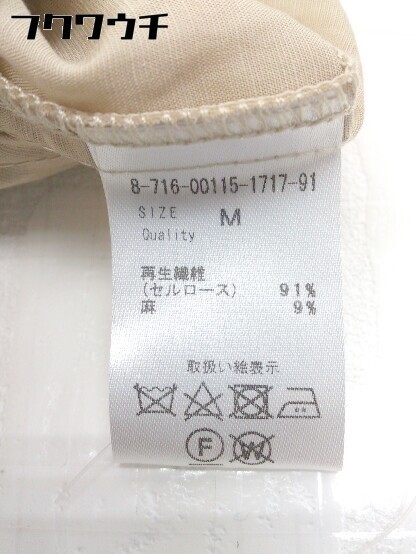 フクワウチ
8-716-00115-1717-91
SIZE M
Quality
再生繊維
(セルロース) 91%
麻 9%
取扱い絵表示
F W